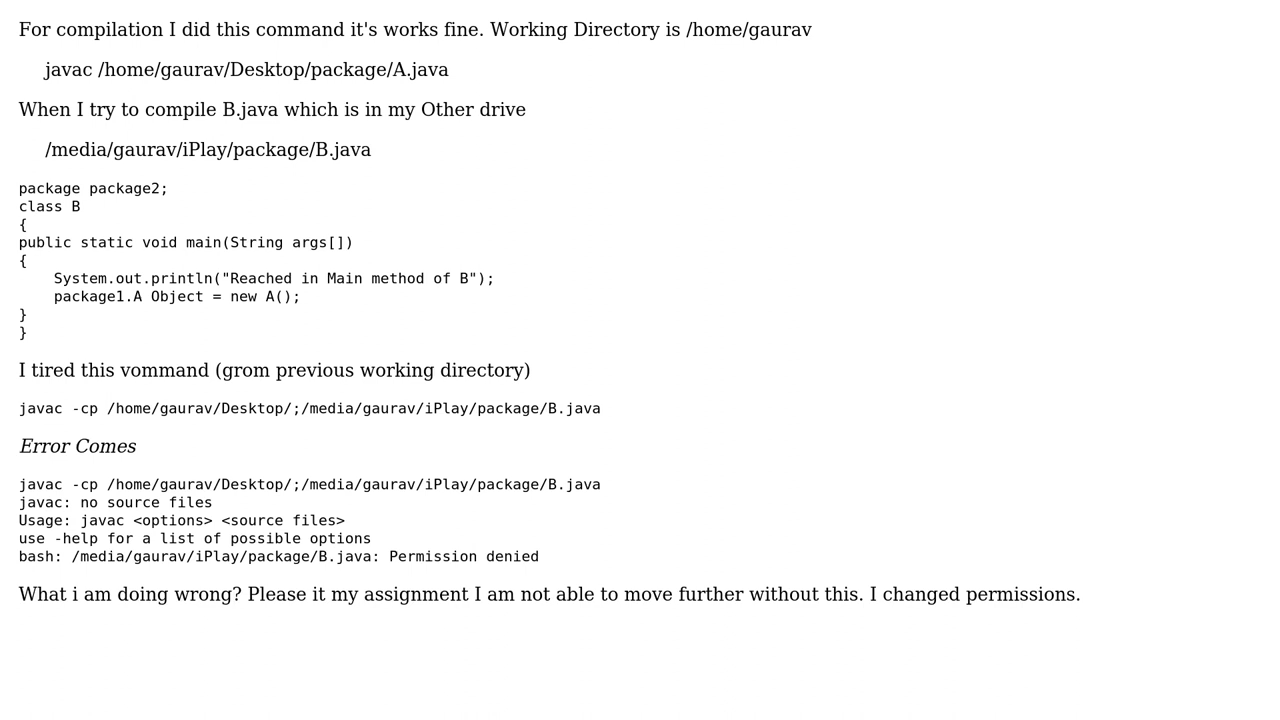 For compilation I did this command it's works fine. Working Directory is /home/gaurav
javac /home/gaurav/Desktop/package/A.java
When I try to compile B.java which is in my Other drive
/media/gaurav/iPlay/package/B.java
package package2;
class B
{
public static void main(String args[])
{
    System.out.println("Reached in Main method of B");
    package1.A Object = new A();
}
}
I tired this vommand (grom previous working directory)
javac -cp /home/gaurav/Desktop/;/media/gaurav/iPlay/package/B.java
Error Comes
javac -cp /home/gaurav/Desktop/;/media/gaurav/iPlay/package/B.java
javac: no source files
Usage: javac <options> <source files>
use -help for a list of possible options
bash: /media/gaurav/iPlay/package/B.java: Permission denied
What i am doing wrong? Please it my assignment I am not able to move further without this. I changed permissions.